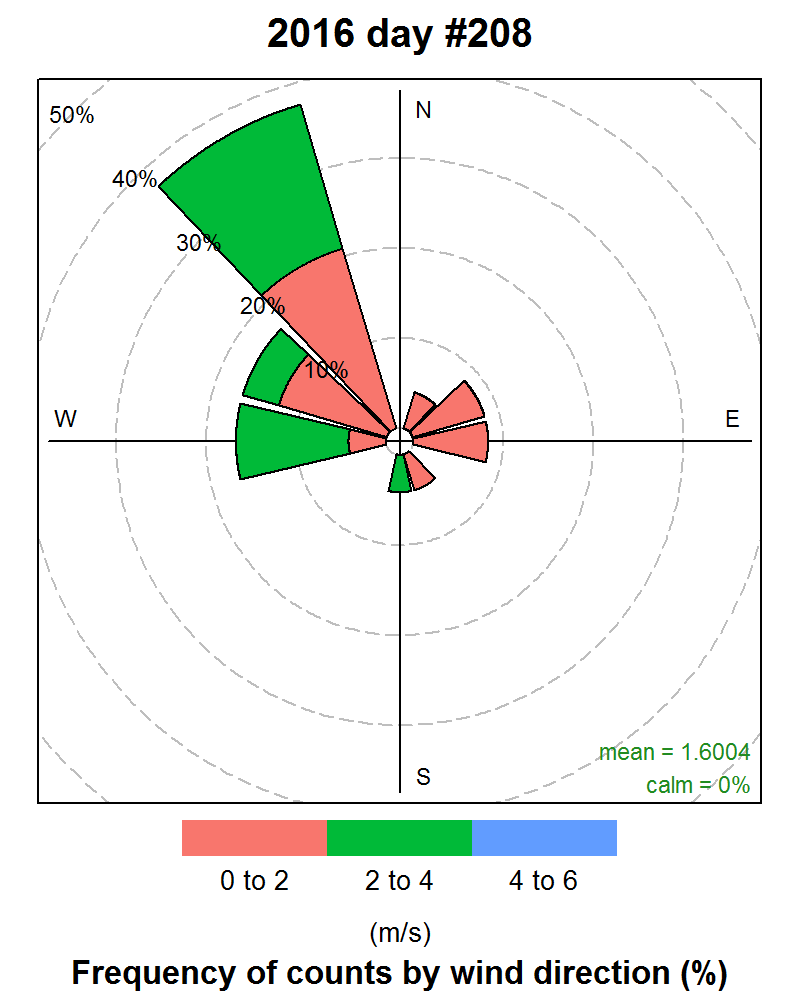 2016 day #208
50%
N
40%
30%
20%
10%
W
E
mean = 1.6004
S
calm = 0%
0 to 2 2 to 4 4 to 6
(m/s)
Frequency of counts by wind direction (%)